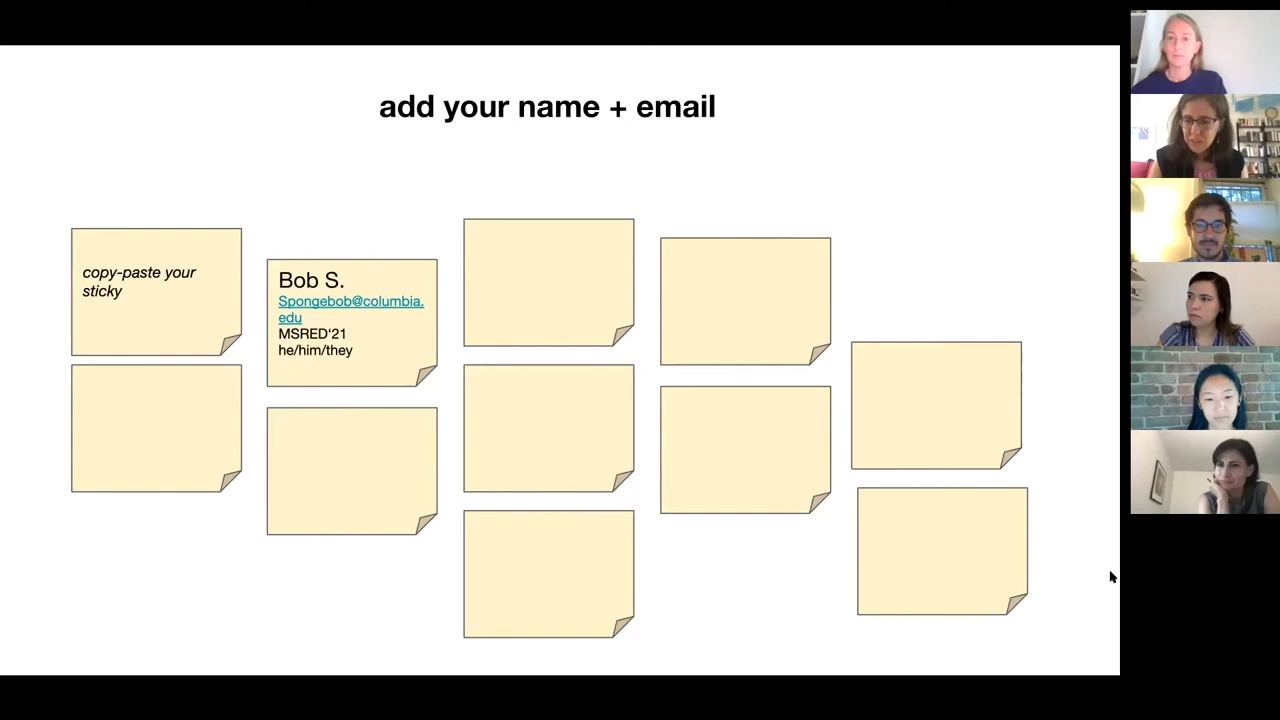 add your name + email
copy-paste your
sticky
Bob S.
Spongebob@columbia.
edu
MSRED‘21
he/him/they